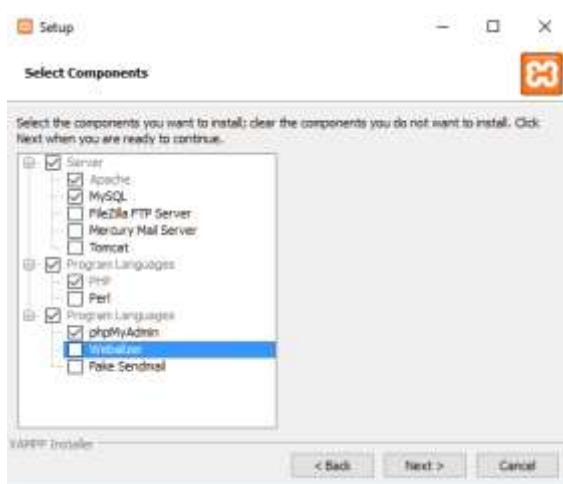 Setup
Select Components
Select the components you want to install; clear the components you do not want to install. Click
Next when you are ready to continue.
Server
Apache
MySQL
FileZilla FTP Server
Mercury Mail Server
Tomcat
Program Languages
PHP
Perl
Program Languages
phpMyAdmin
Webalizer
Fake Sendmail
XAMPP Installer
< Back
Next >
Cancel